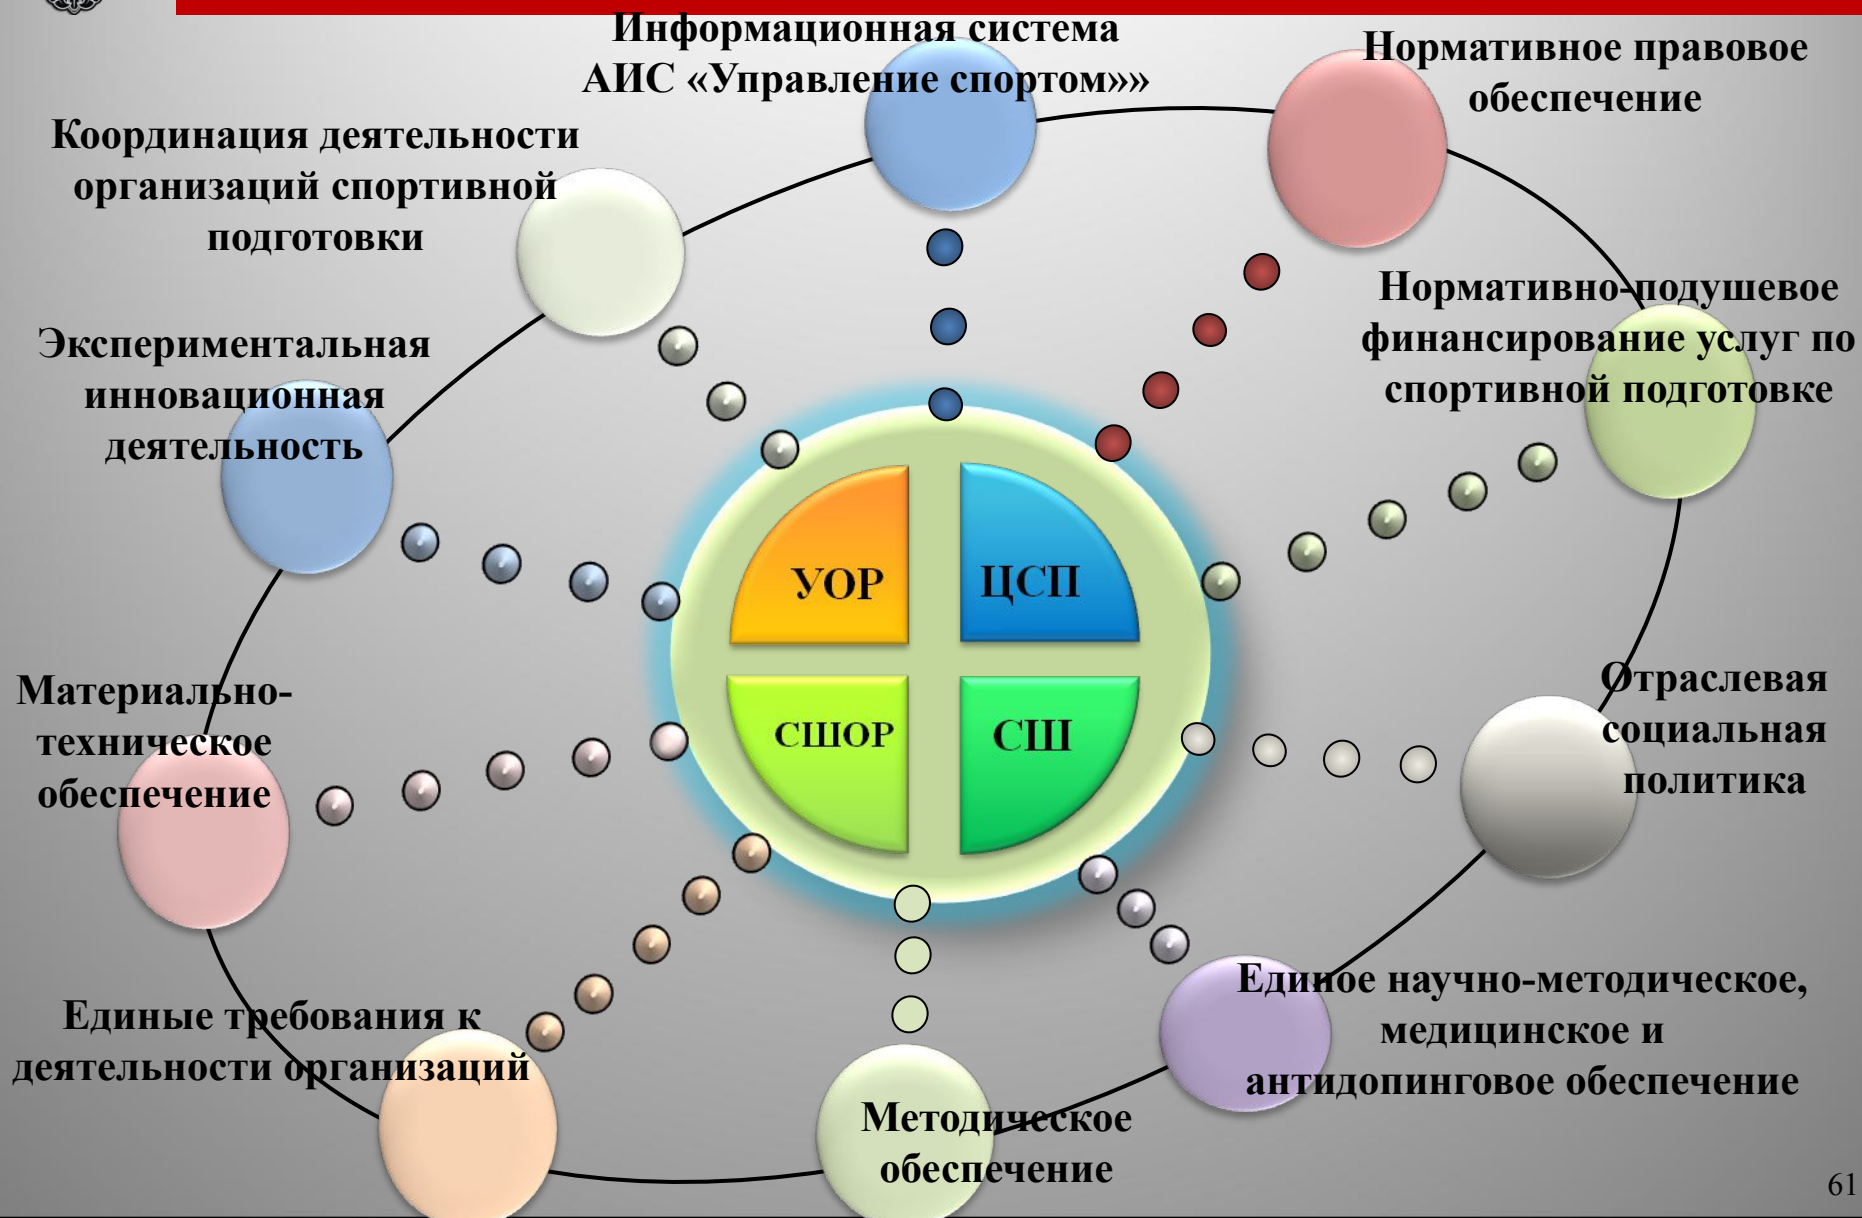 Информационная система
АИС «Управление спортом»»
Нормативное правовое
обеспечение
Координация деятельности
организаций спортивной
подготовки
Нормативно-подушевое
финансирование услуг по
спортивной подготовке
Экспериментальная
инновационная
деятельность
УОР
ЦСП
СШОР
СШ
Отраслевая
социальная
политика
Материально-
техническое
обеспечение
Единое научно-методическое,
медицинское и
антидопинговое обеспечение
Единые требования к
деятельности организаций
Методическое
обеспечение
61